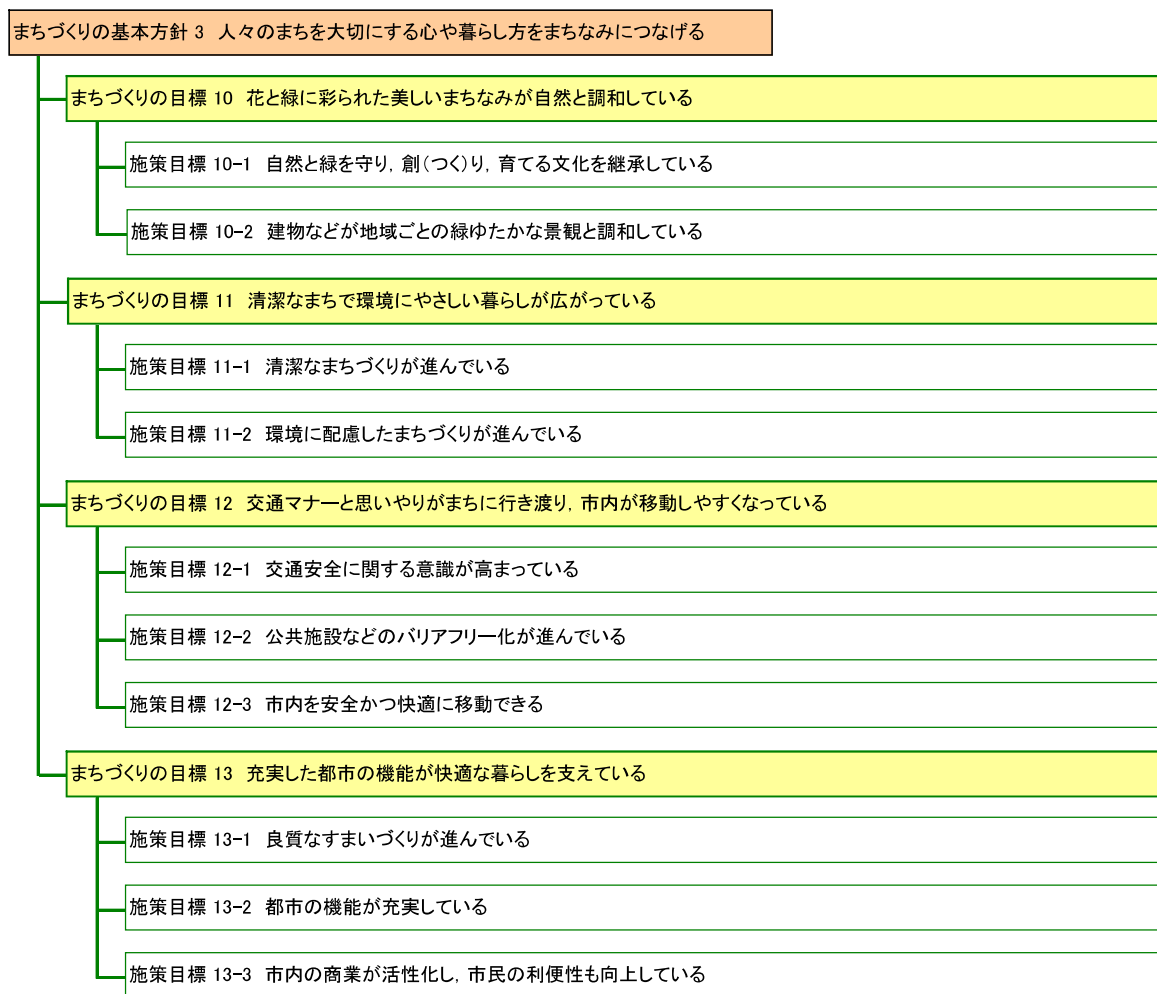 まちづくりの基本方針 3 人々のまちを大切にする心や暮らし方をまちなみにつなげる
まちづくりの目標 10 花と緑に彩られた美しいまちなみが自然と調和している
施策目標 10-1 自然と緑を守り, 創(つく)り, 育てる文化を継承している
施策目標 10-2 建物などが地域ごとの緑ゆたかな景観と調和している
まちづくりの目標 11 清潔なまちで環境にやさしい暮らしが広がっている
施策目標 11-1 清潔なまちづくりが進んでいる
施策目標 11-2 環境に配慮したまちづくりが進んでいる
まちづくりの目標 12 交通マナーと思いやりがまちに行き渡り, 市内が移動しやすくなっている
施策目標 12-1 交通安全に関する意識が高まっている
施策目標 12-2 公共施設などのバリアフリー化が進んでいる
施策目標 12-3 市内を安全かつ快適に移動できる
まちづくりの目標 13 充実した都市の機能が快適な暮らしを支えている
施策目標 13-1 良質なすまいづくりが進んでいる
施策目標 13-2 都市の機能が充実している
施策目標 13-3 市内の商業が活性化し, 市民の利便性も向上している